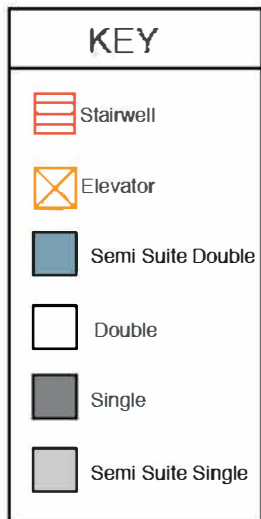 KEY
Stairwell
Elevator
Semi Suite Double
Double
Single
Semi Suite Single